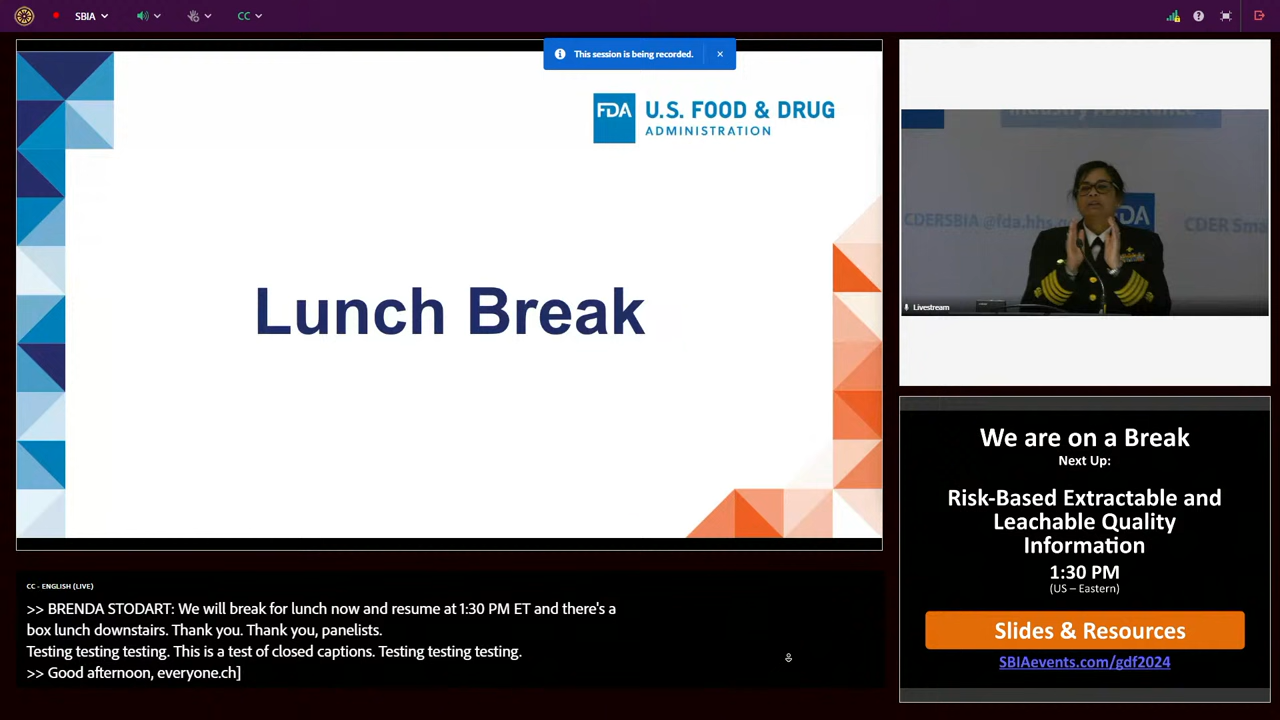 SBIA
CC
This session is being recorded.
FDA
U.S. FOOD & DRUG
ADMINISTRATION
Lunch Break
Industry Assistance
CDERSBIA @fda.hhs.g
FDA
CDER Sma
Livestream
We are on a Break
Next Up:
Risk-Based Extractable and
Leachable Quality
Information
1:30 PM
(US – Eastern)
Slides & Resources
SBIAevents.com/gdf2024
CC - ENGLISH (LIVE)
>> BRENDA STODART: We will break for lunch now and resume at 1:30 PM ET and there's a
box lunch downstairs. Thank you. Thank you, panelists.
Testing testing testing. This is a test of closed captions. Testing testing testing.
>> Good afternoon, everyone.ch]